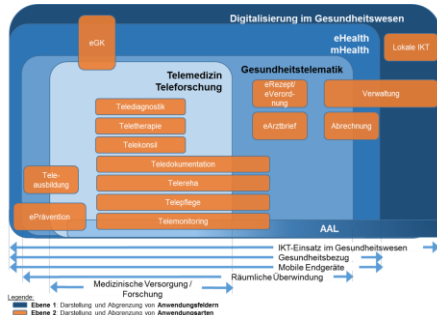 Digitalisierung im Gesundheitswesen
eHealth
mHealth
eGK
Lokale IKT
Telemedizin
Teleforschung
Gesundheitstelematik
eRezept/
eVerord-
nung
Verwaltung
Telediagnostik
Teletherapie
Telekonsil
eArztbrief
Abrechnung
Teledokumentation
Tele-
ausbildung
Telereha
Telepflege
ePrävention
Telemonitoring
AAL
IKT-Einsatz im Gesundheitswesen
Gesundheitsbezug
Mobile Endgeräte
Räumliche Überwindung
Medizinische Versorgung /
Forschung
Legende:
Ebene 1: Darstellung und Abgrenzung von Anwendungsfeldern
Ebene 2: Darstellung und Abgrenzung von Anwendungsarten